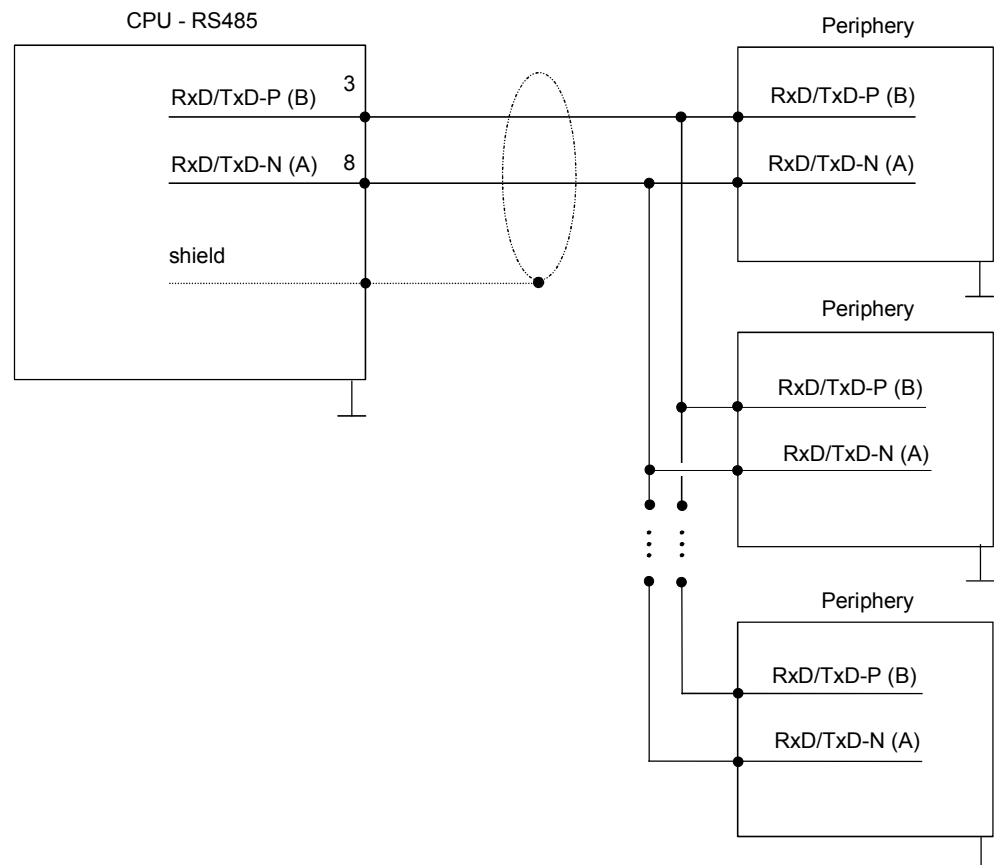 CPU - RS485
RxD/TxD-P (B)
3
RxD/TxD-N (A)
8
shield
Periphery
RxD/TxD-P (B)
RxD/TxD-N (A)
Periphery
RxD/TxD-P (B)
RxD/TxD-N (A)
Periphery
RxD/TxD-P (B)
RxD/TxD-N (A)